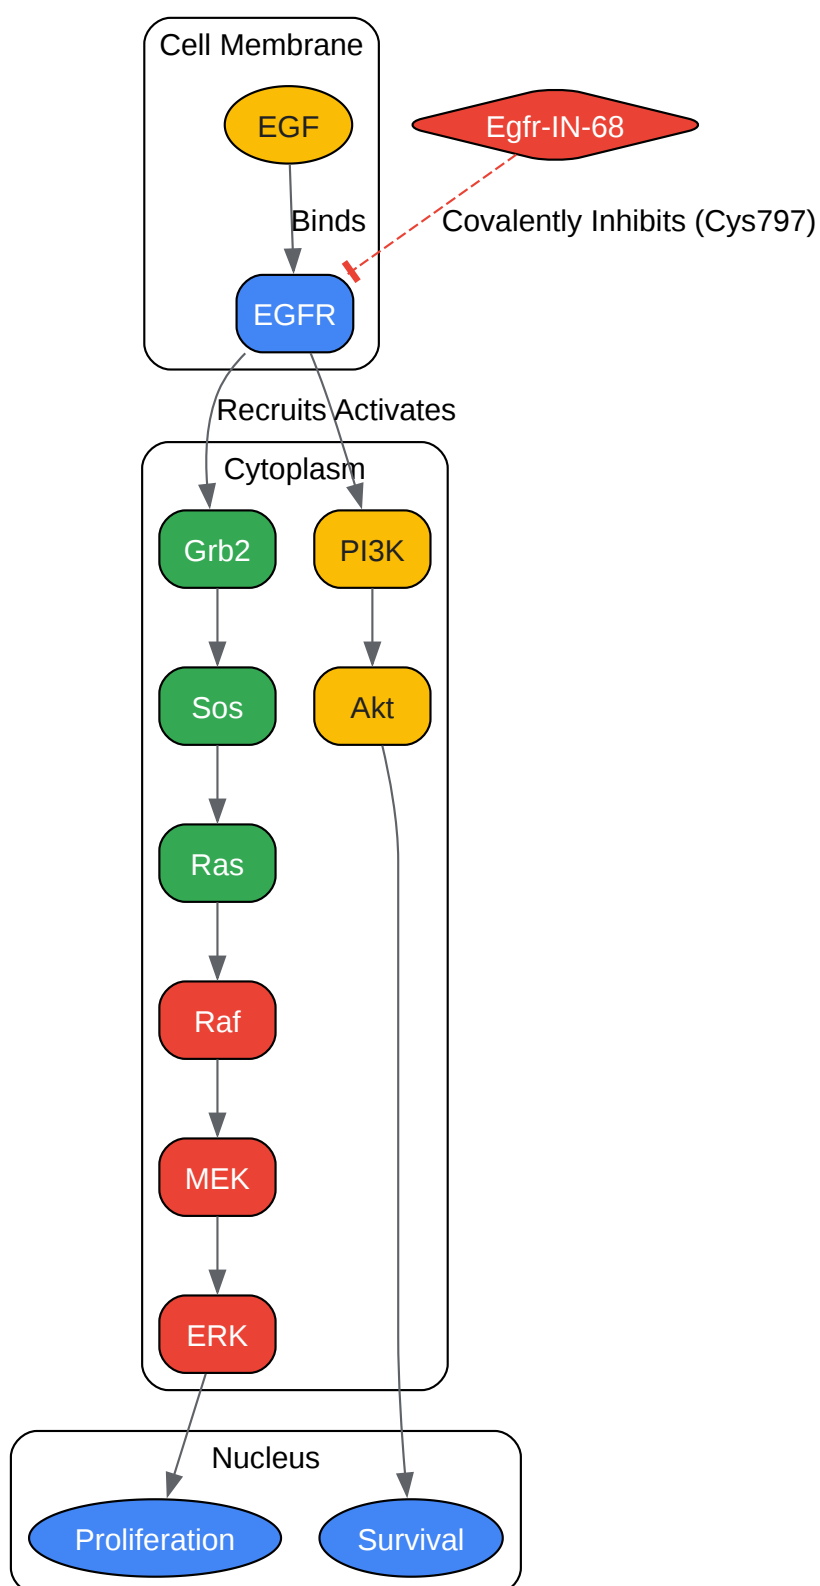 Cell Membrane
EGF
Egfr-IN-68
Binds
Covalently Inhibits (Cys797)
EGFR
Recruits
Activates
Cytoplasm
Grb2
PI3K
Sos
Akt
Ras
Raf
MEK
ERK
Nucleus
Proliferation
Survival